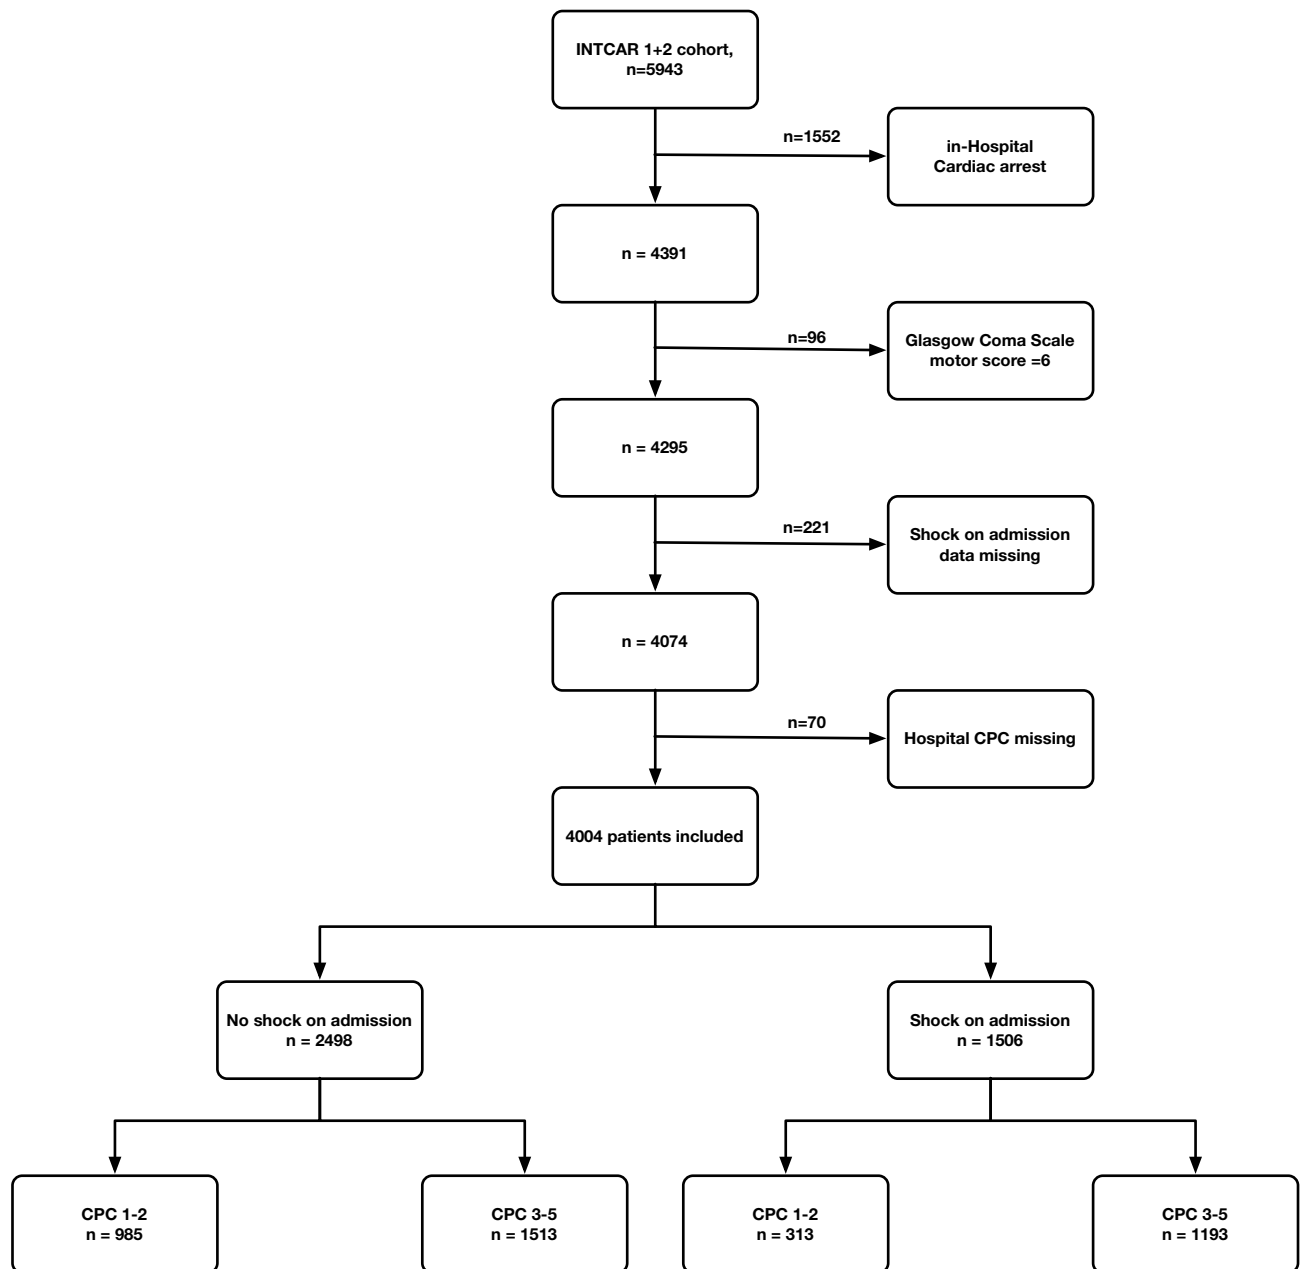 INTCAR 1+2 cohort,
n=5943
n=1552
in-Hospital
Cardiac arrest
n = 4391
n=96
Glasgow Coma Scale
motor score =6
n = 4295
n=221
Shock on admission
data missing
n = 4074
n=70
Hospital CPC missing
4004 patients included
No shock on admission
n = 2498
Shock on admission
n = 1506
CPC 1-2
n = 985
CPC 3-5
n = 1513
CPC 1-2
n = 313
CPC 3-5
n = 1193